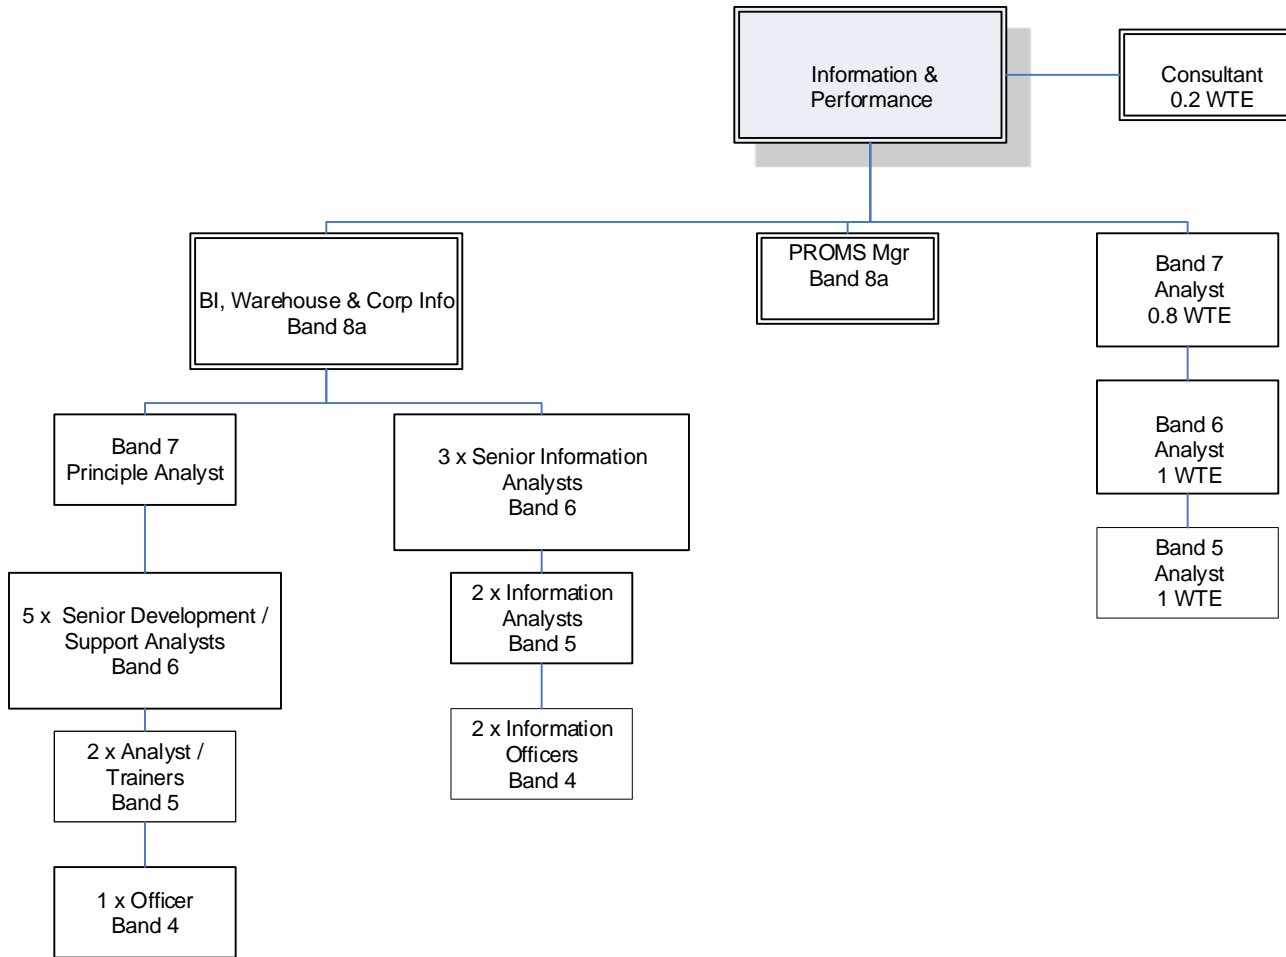 Information &
Performance
Consultant
0.2 WTE
BI, Warehouse & Corp Info
Band 8a
PROMS Mgr
Band 8a
Band 7
Analyst
0.8 WTE
Band 7
Principle Analyst
3 x Senior Information
Analysts
Band 6
Band 6
Analyst
1 WTE
5 x  Senior Development /
Support Analysts
Band 6
2 x Information
Analysts
Band 5
Band 5
Analyst
1 WTE
2 x Analyst /
Trainers
Band 5
2 x Information
Officers
Band 4
1 x Officer
Band 4